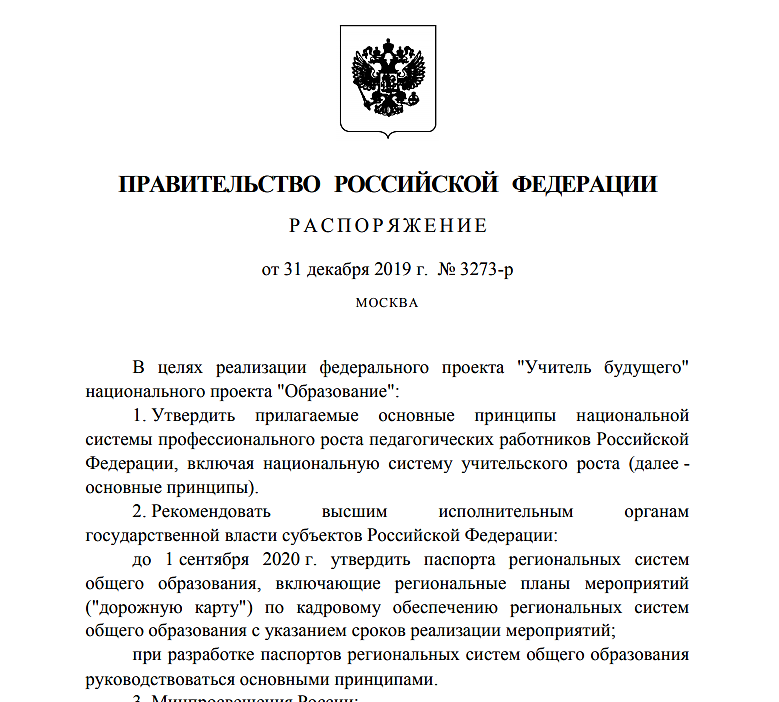 ПРАВИТЕЛЬСТВО РОССИЙСКОЙ ФЕДЕРАЦИИ
РАСПОРЯЖЕНИЕ
от 31 декабря 2019 г. № 3273-р
МОСКВА
В целях реализации федерального проекта "Учитель будущего"
национального проекта "Образование":
1. Утвердить прилагаемые основные принципы национальной
системы профессионального роста педагогических работников Российской
Федерации, включая национальную систему учительского роста (далее -
основные принципы).
2. Рекомендовать высшим исполнительным органам
государственной власти субъектов Российской Федерации:
до 1 сентября 2020 г. утвердить паспорта региональных систем
общего образования, включающие региональные планы мероприятий
("дорожную карту") по кадровому обеспечению региональных систем
общего образования с указанием сроков реализации мероприятий;
при разработке паспортов региональных систем общего образования
руководствоваться основными принципами.
3. Минпросвещения России: